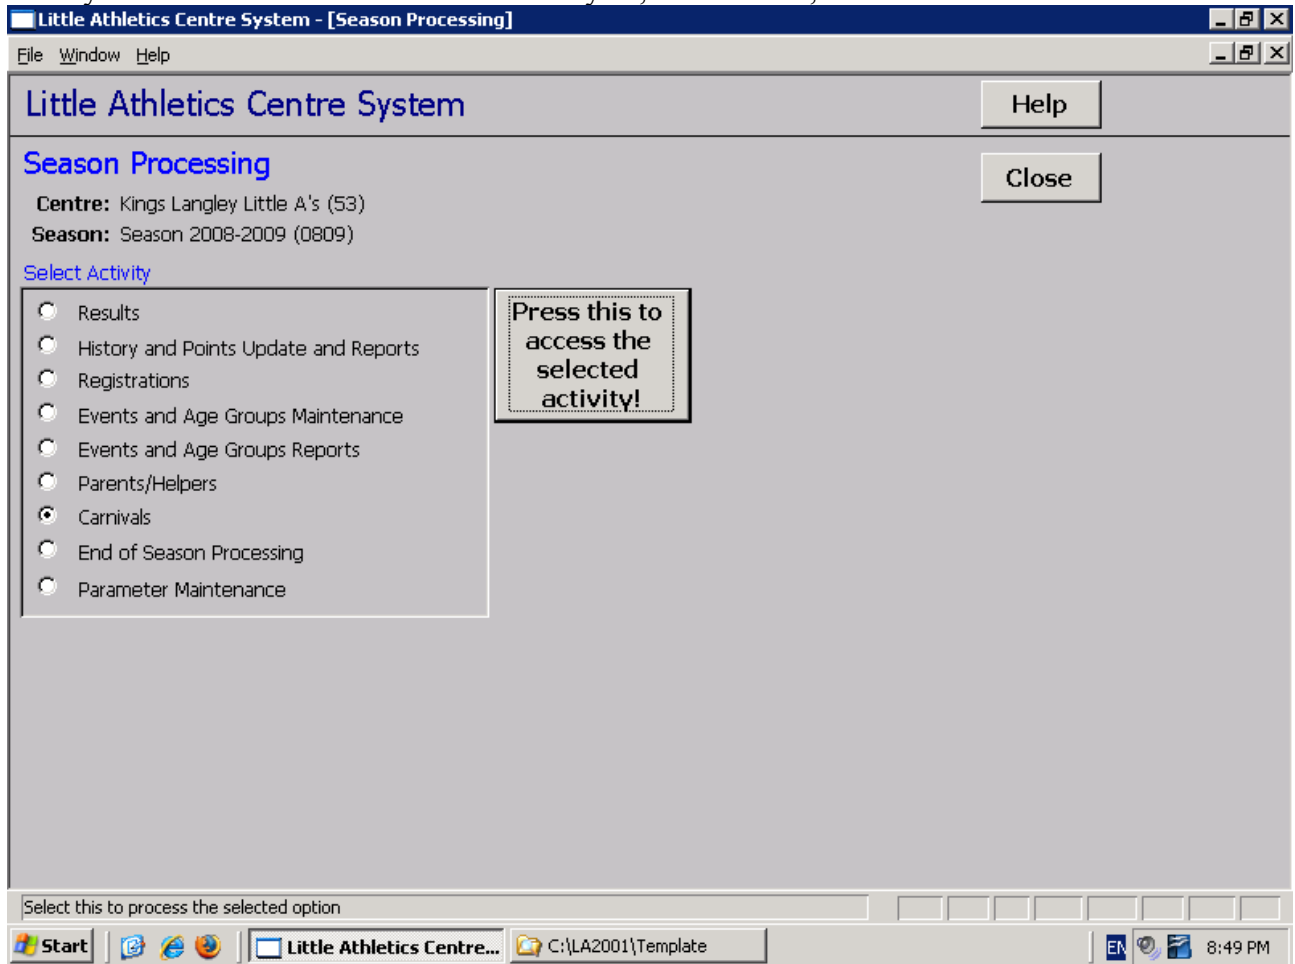 Little Athletics Centre System - [Season Processing]
File Window Help
Little Athletics Centre System
Help
Season Processing
Close
Centre: Kings Langley Little A's (53)
Season: Season 2008-2009 (0809)
Select Activity
Results
History and Points Update and Reports
Registrations
Events and Age Groups Maintenance
Events and Age Groups Reports
Parents/Helpers
Carnivals
End of Season Processing
Parameter Maintenance
Press this to
access the
selected
activity!
Select this to process the selected option
Start
Little Athletics Centre...
C:\LA2001\Template
EN
8:49 PM